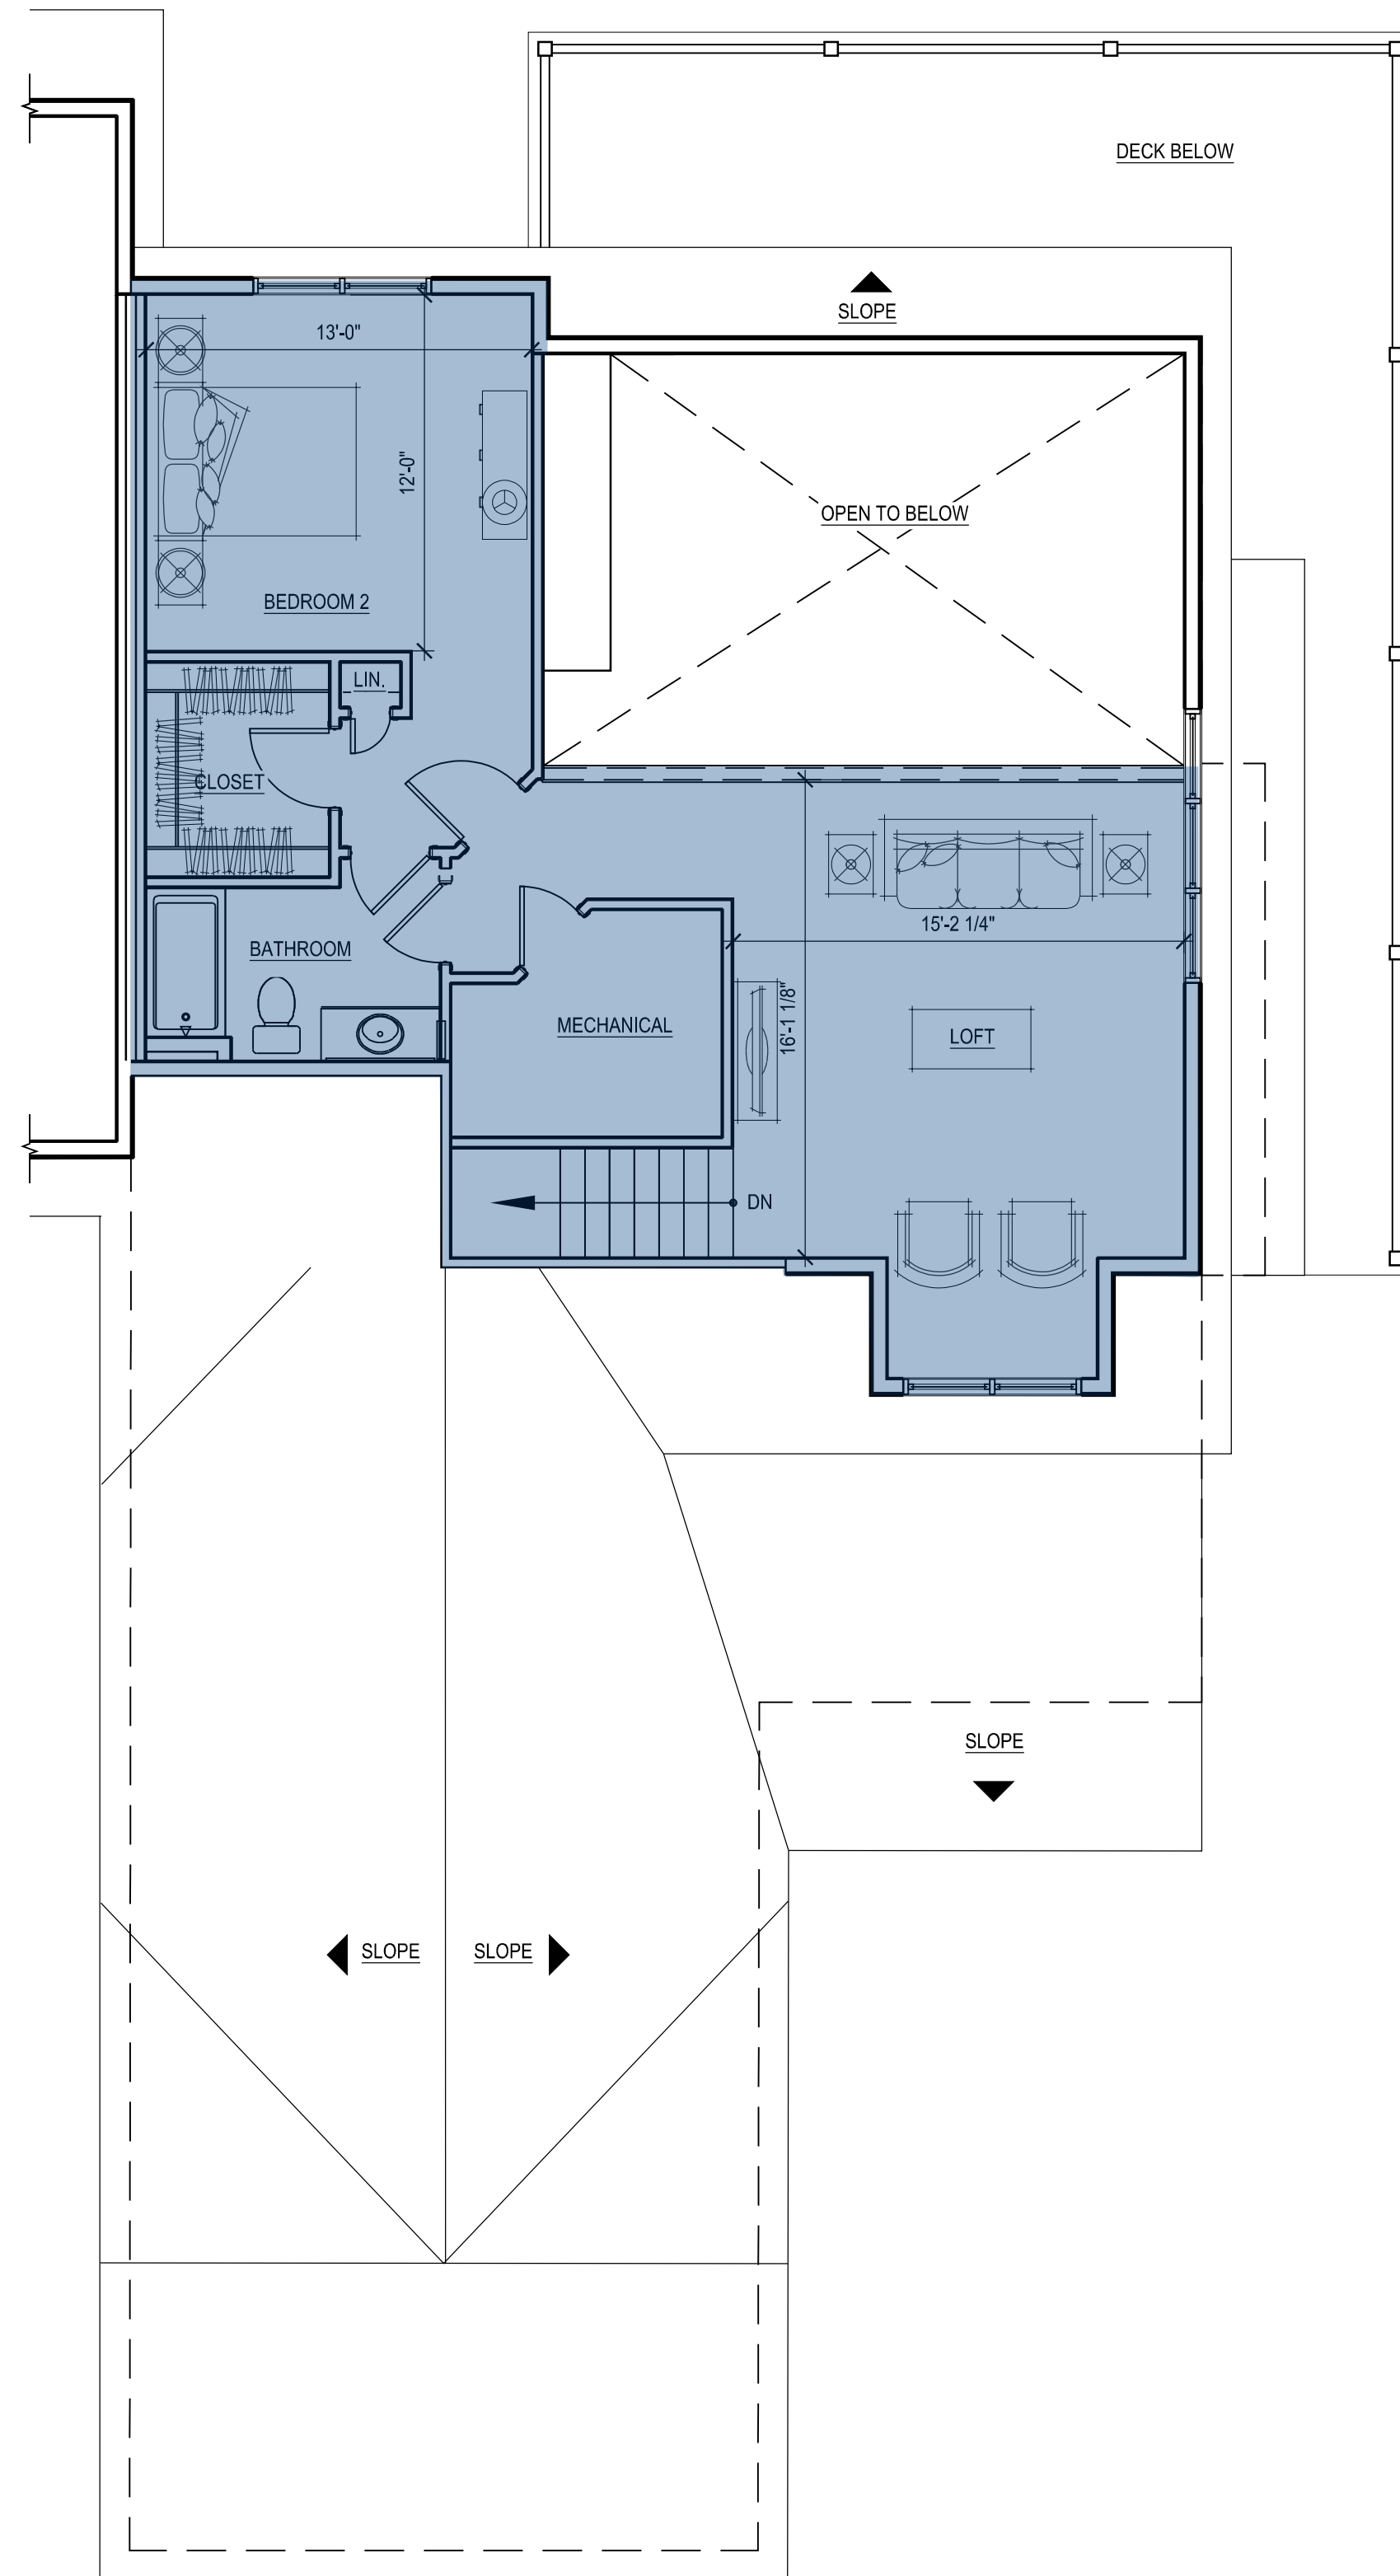 DECK BELOW
SLOPE
13'-0"
12'-0"
OPEN TO BELOW
BEDROOM 2
LIN.
CLOSET
15'-2 1/4"
BATHROOM
16'-1 1/8"
MECHANICAL
LOFT
DN
SLOPE
SLOPE
SLOPE